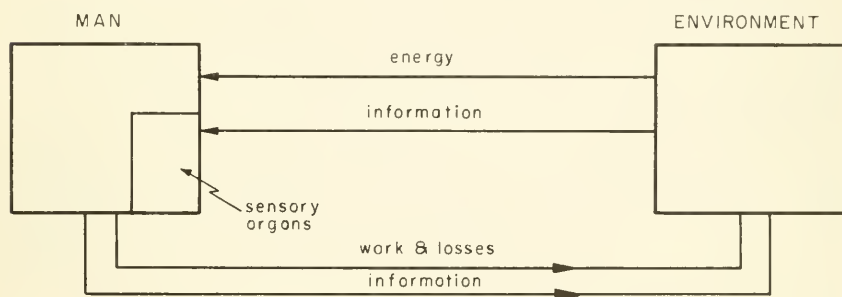 MAN
ENVIRONMENT
energy
information
sensory
organs
work & losses
information